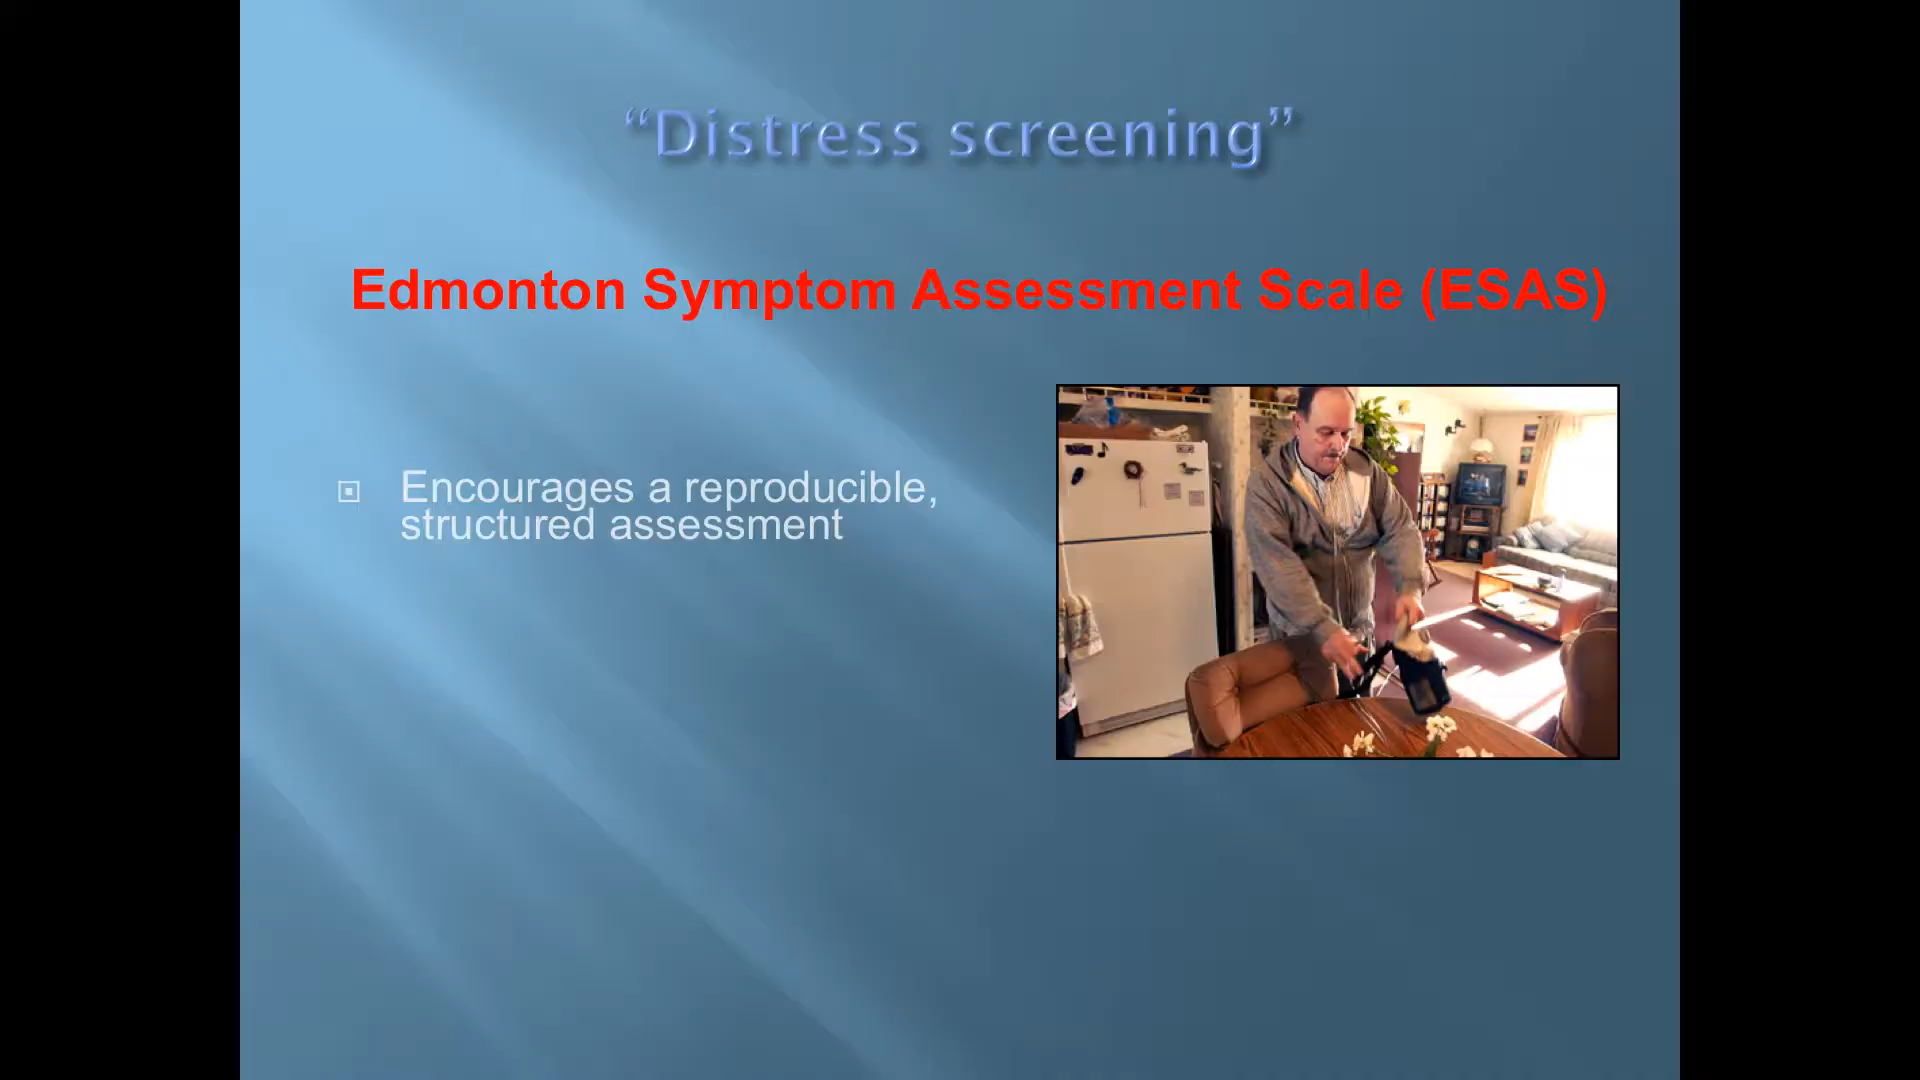 “Distress screening”
Edmonton Symptom Assessment Scale (ESAS)
Encourages a reproducible,
structured assessment